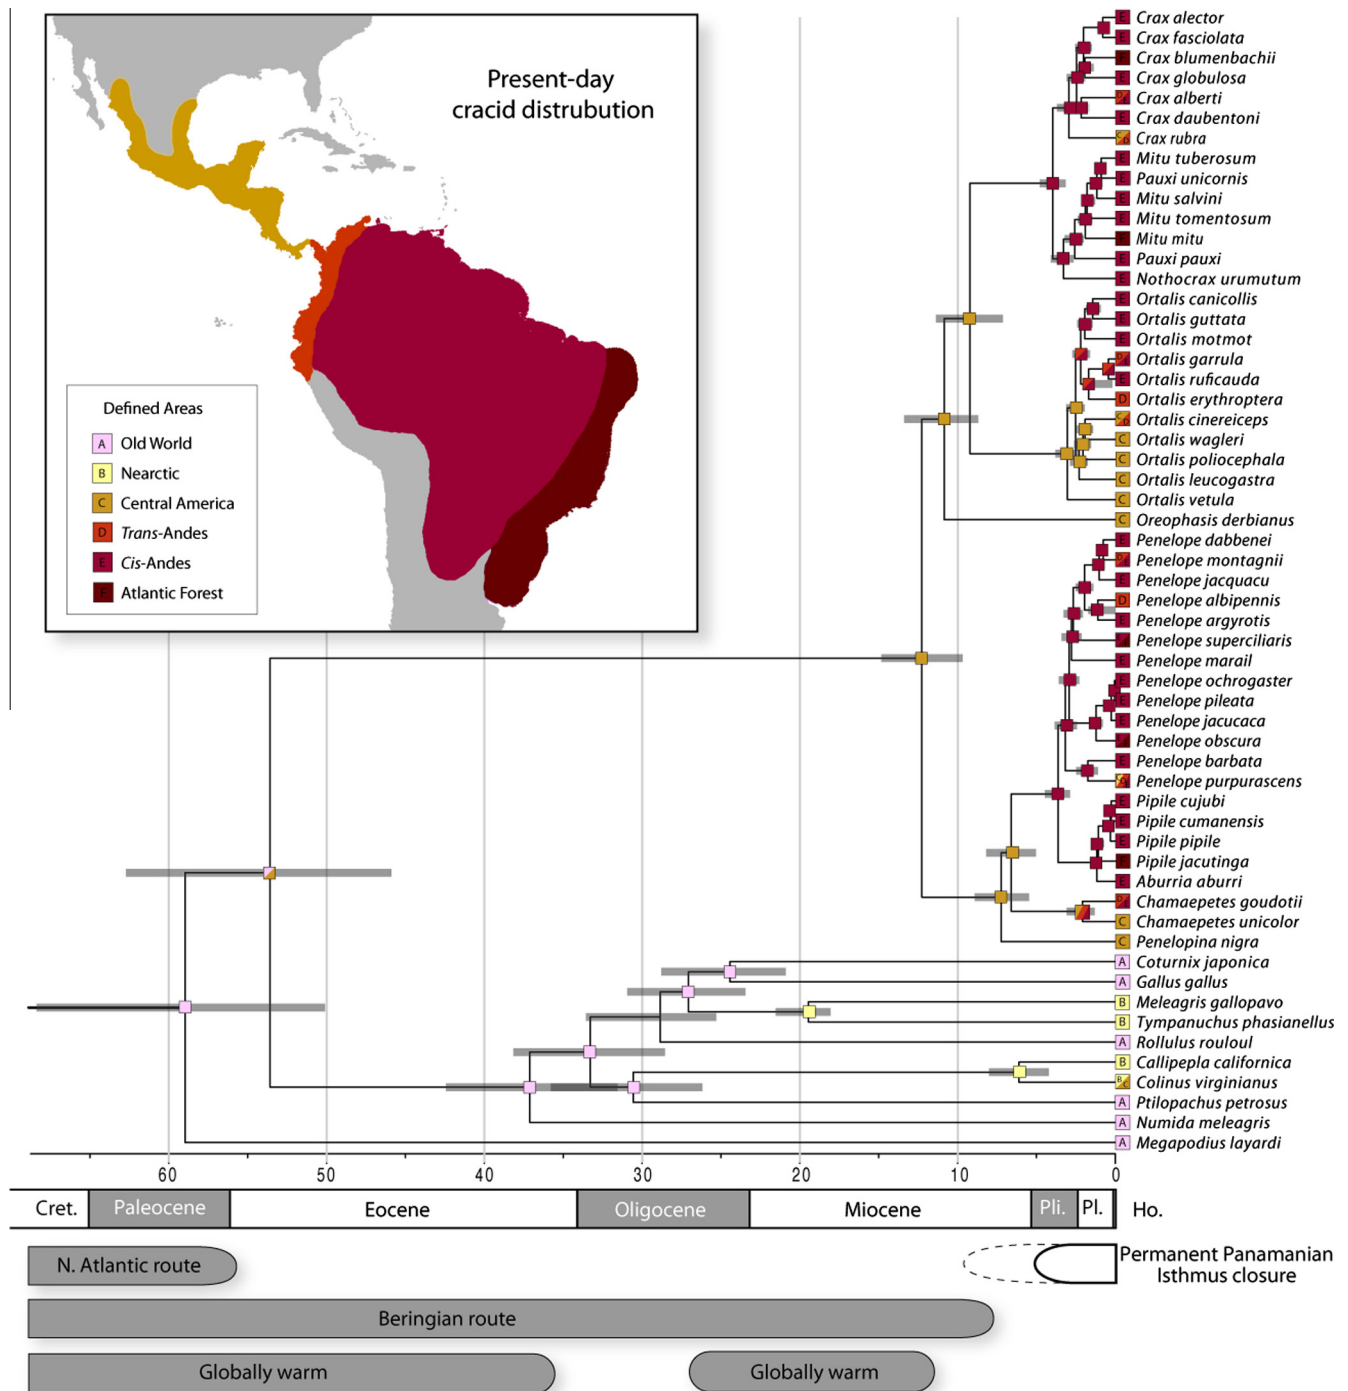 Present-day
cracid distrubution
Defined Areas
A Old World
B Nearctic
C Central America
D Trans-Andes
E Cis-Andes
F Atlantic Forest
E Crax alector
E Crax fasciolata
F Crax blumenbachii
E Crax globulosa
Crax alberti
E Crax daubentoni
Crax rubra
E Mitu tuberosum
E Pauxi unicornis
E Mitu salvini
E Mitu tomentosum
F Mitu mitu
E Pauxi pauxi
E Nothocrax urumutum
E Ortalis canicollis
E Ortalis guttata
E Ortalis motmot
Ortalis garrula
E Ortalis ruficauda
D Ortalis erythroptera
Ortalis cinereiceps
C Ortalis wagleri
C Ortalis poliocephala
C Ortalis leucogastra
C Ortalis vetula
C Oreophasis derbianus
E Penelope dabbenei
Penelope montagnii
E Penelope jacquacu
D Penelope albipennis
E Penelope argyrotis
Penelope superciliaris
E Penelope marail
E Penelope ochrogaster
E Penelope pileata
E Penelope jacucaca
Penelope obscura
E Penelope barbata
Penelope purpurascens
E Pipile cujubi
E Pipile cumanensis
E Pipile pipile
F Pipile jacutinga
E Aburria aburri
Chamaepetes goudotii
C Chamaepetes unicolor
C Penelopina nigra
A Coturnix japonica
A Gallus gallus
B Meleagris gallopavo
B Tympanuchus phasianellus
A Rollulus rouloul
B Callipepla californica
B C Colinus virginianus
A Ptilopachus petrosus
A Numida meleagris
A Megapodius layardi
60 50 40 30 20 10 0
Cret. Paleocene Eocene Oligocene Miocene Pli. Pl. Ho.
N. Atlantic route
Permanent Panamanian
Isthmus closure
Beringian route
Globally warm Globally warm